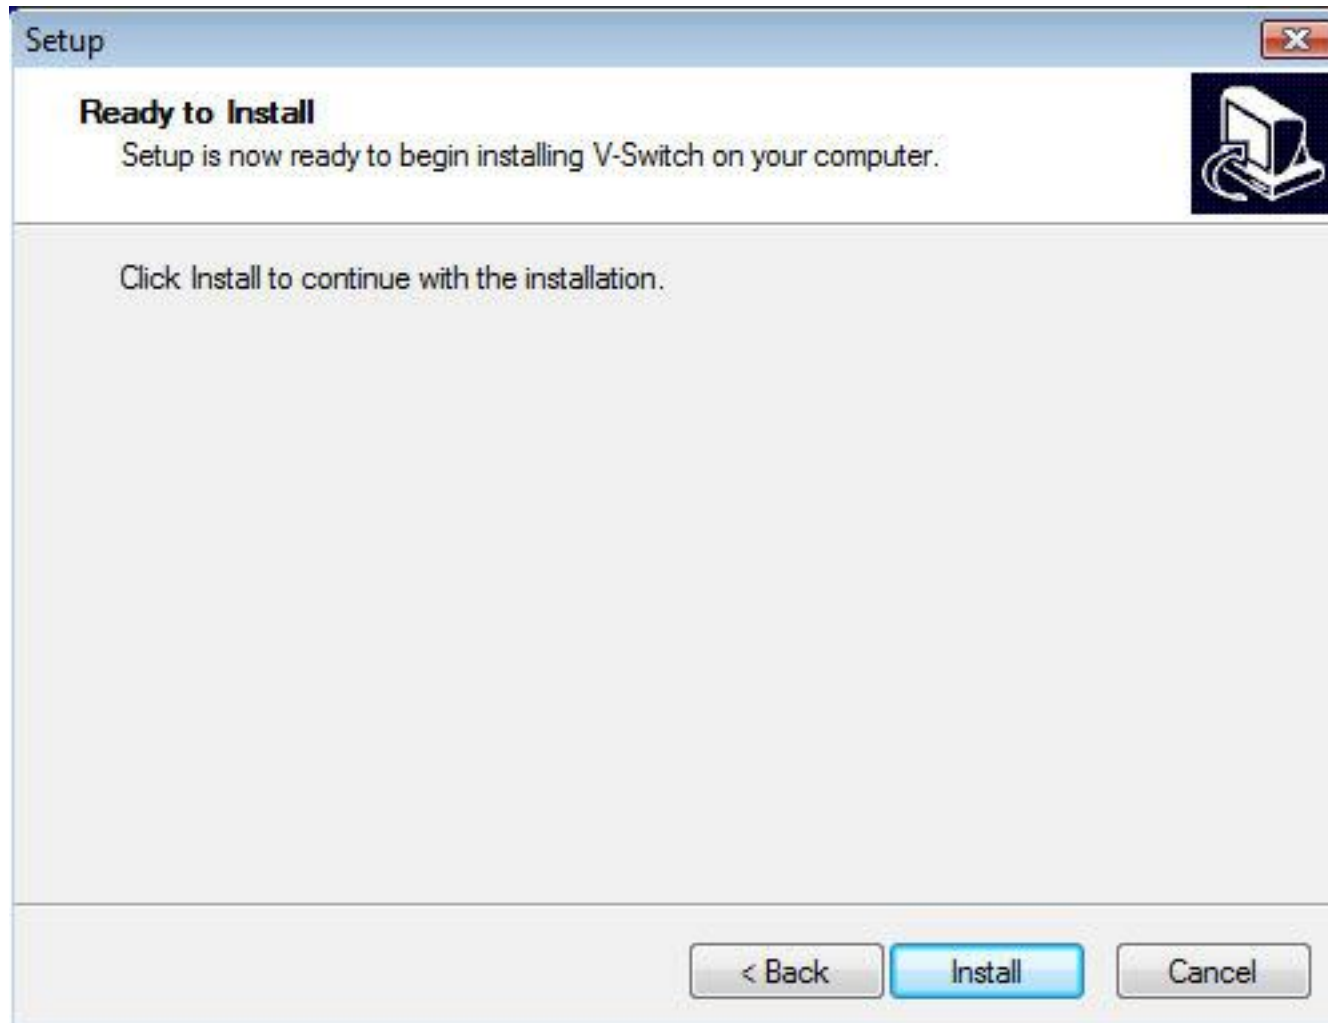 Setup
Ready to Install
Setup is now ready to begin installing V-Switch on your computer.
Click Install to continue with the installation.
< Back
Install
Cancel